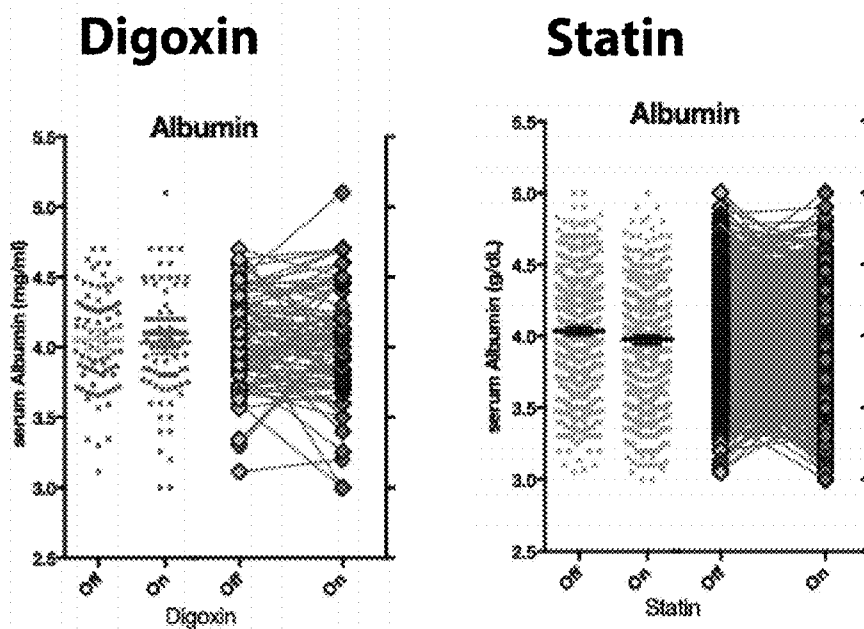 Digoxin
Albumin
serum Albumin (mg/ml)
5.5
5.0
4.5
4.0
3.5
3.0
2.5
Off
On
Off
On
Digoxin
Statin
Albumin
serum Albumin (g/dL)
5.5
5.0
4.5
4.0
3.5
3.0
2.5
Off
On
Off
On
Statin